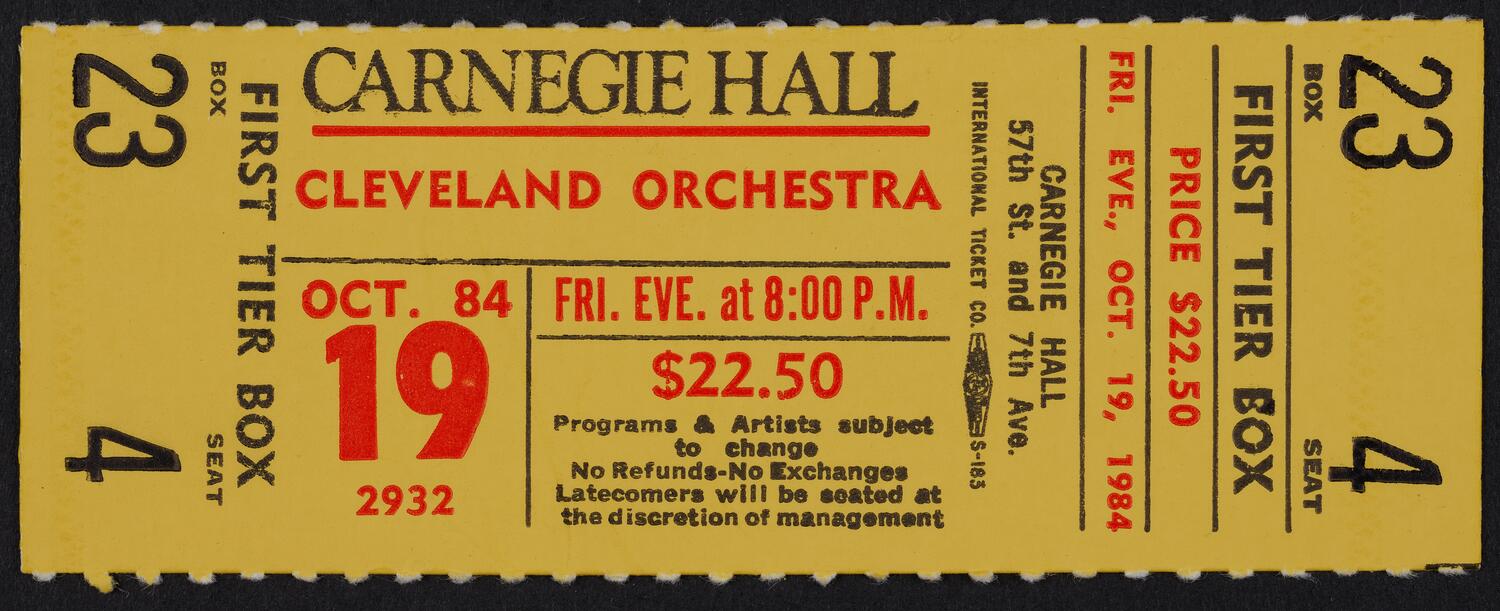 23
BOX
FIRST TIER BOX
SEAT
4
CARNEGIE HALL
CLEVELAND ORCHESTRA
OCT. 84
19
2932
FRI. EVE. at 8:00 P.M.
$22.50
Programs & Artists subject
to change
No Refunds-No Exchanges
Latecomers will be seated at
the discretion of management
INTERNATIONAL TICKET CO. S-183
CARNEGIE HALL
57th St. and 7th Ave.
FRI. EVE., OCT. 19, 1984
PRICE $22.50
FIRST TIER BOX
BOX
23
SEAT
4